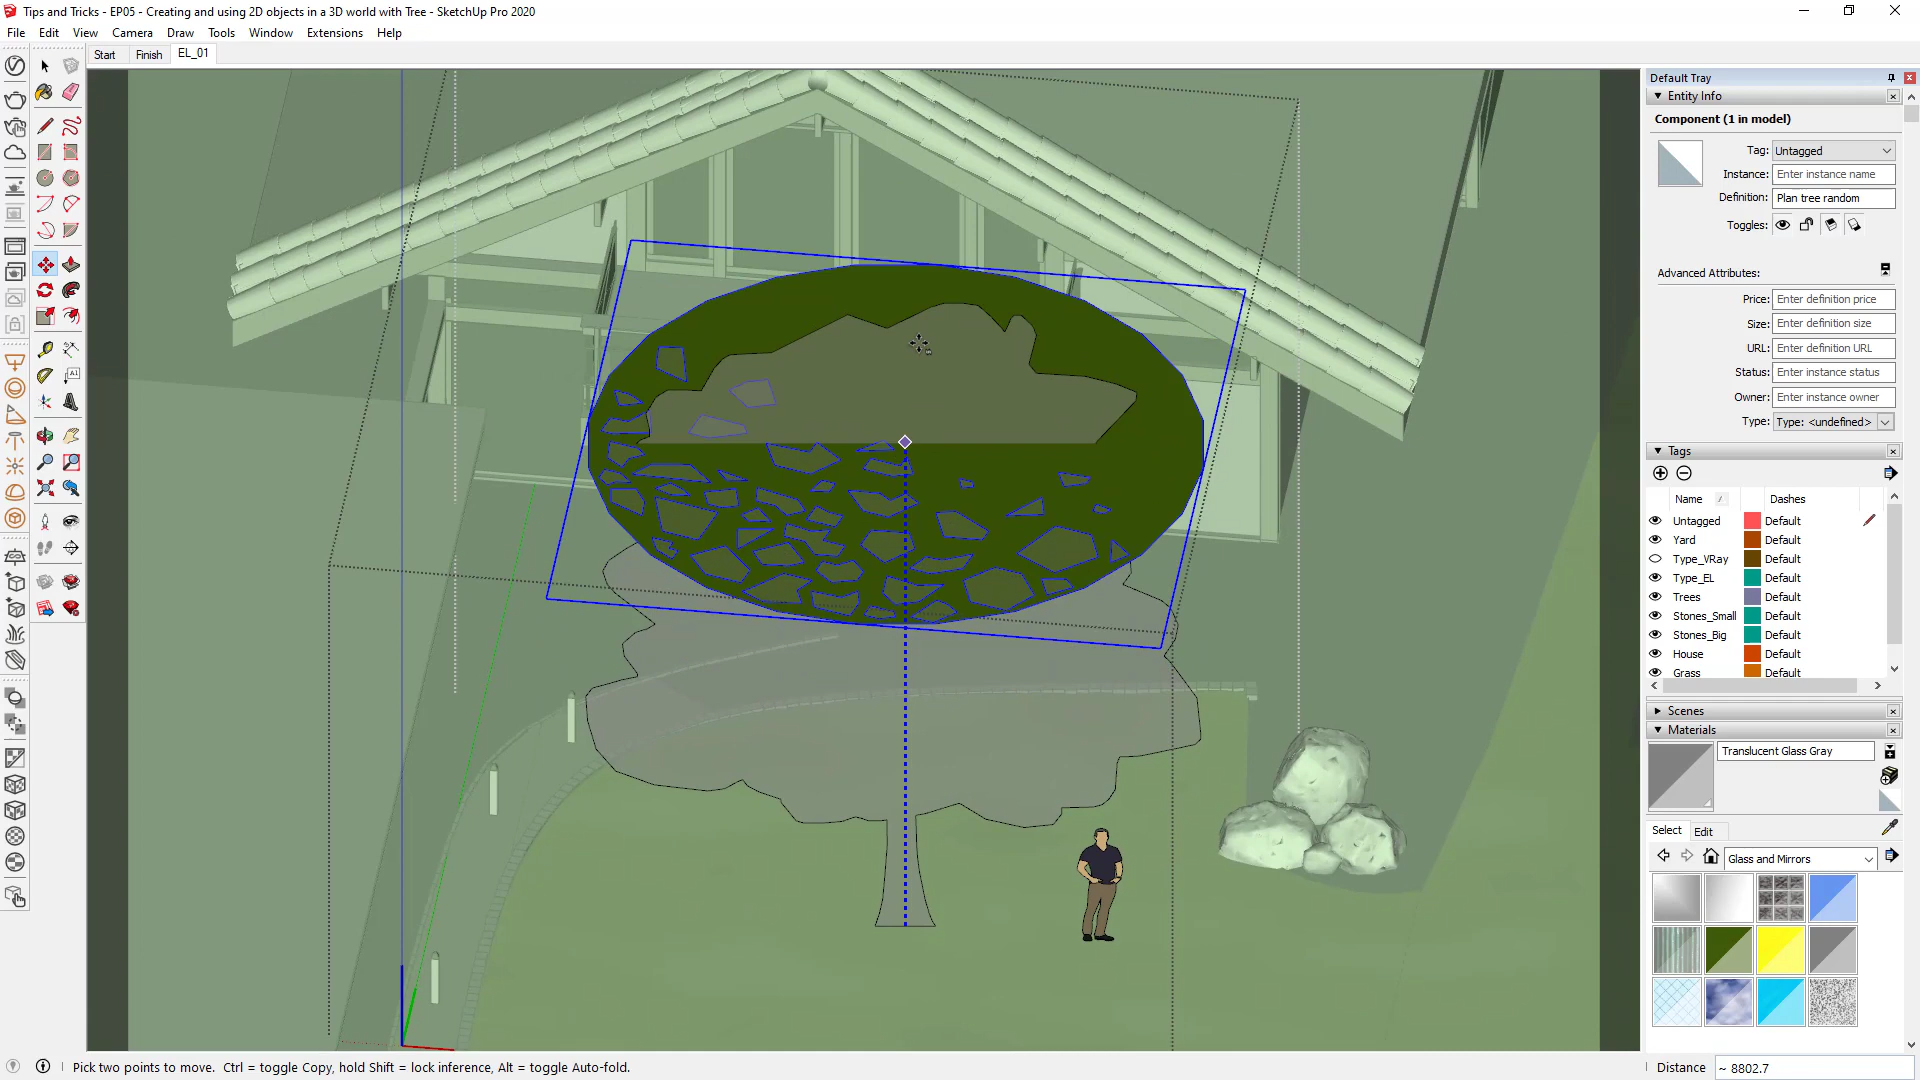 Tips and Tricks - EP05 - Creating and using 2D objects in a 3D world with Tree - SketchUp Pro 2020
File Edit View Camera Draw Tools Window Extensions Help
Start Finish EL_01
Default Tray
Entity Info
Component (1 in model)
Tag: Untagged
Instance: Enter instance name
Definition: Plan tree random
Toggles:
Advanced Attributes:
Price: Enter definition price
Size: Enter definition size
URL: Enter definition URL
Status: Enter instance status
Owner: Enter instance owner
Type: Type: <undefined>
Tags
Name Dashes
Untagged Default
Yard Default
Type_VRay Default
Type_EL Default
Trees Default
Stones_Small Default
Stones_Big Default
House Default
Grass Default
Scenes
Materials
Translucent Glass Gray
Select Edit
Glass and Mirrors
Pick two points to move. Ctrl = toggle Copy, hold Shift = lock inference, Alt = toggle Auto-fold.
Distance ~ 8802.7